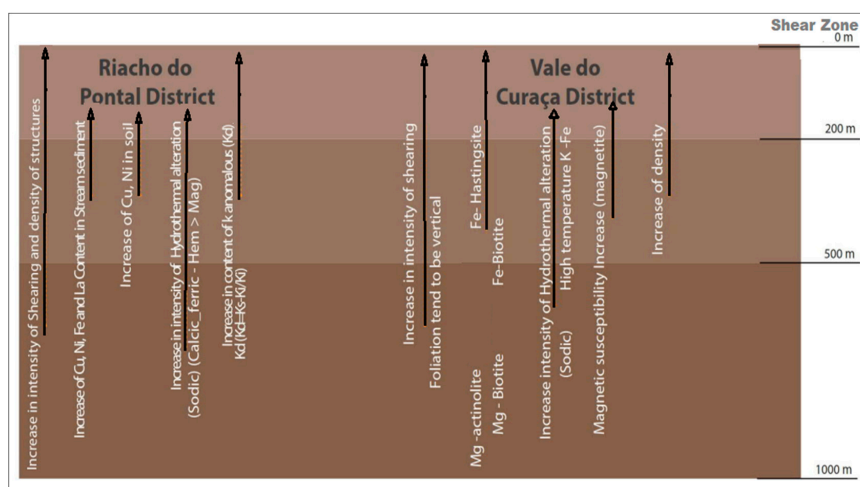 Shear Zone
0 m
Riacho do
Pontal District
Vale do
Curaça District
200 m
500 m
1000 m
Increase in intensity of Shearing and density of structures
Increase of Cu, Ni, Fe and La Content in Stream sediment
Increase of Cu, Ni in soil
Increase in intensity of Hydrothermal alteration
(Sodic) (Calcic_ferric - Hem > Mag)
Increase in content of k anomalous (Kd)
Kd (Kd=Ks-Ki/Ki)
Increase in intensity of shearing
Foliation tend to be vertical
Mg -actinolite
Fe- Hastingsite
Mg - Biotite
Fe-Biotite
Increase intensity of Hydrothermal alteration
(Sodic)
High temperature K -Fe
Magnetic susceptibility Increase (magnetite)
Increase of density